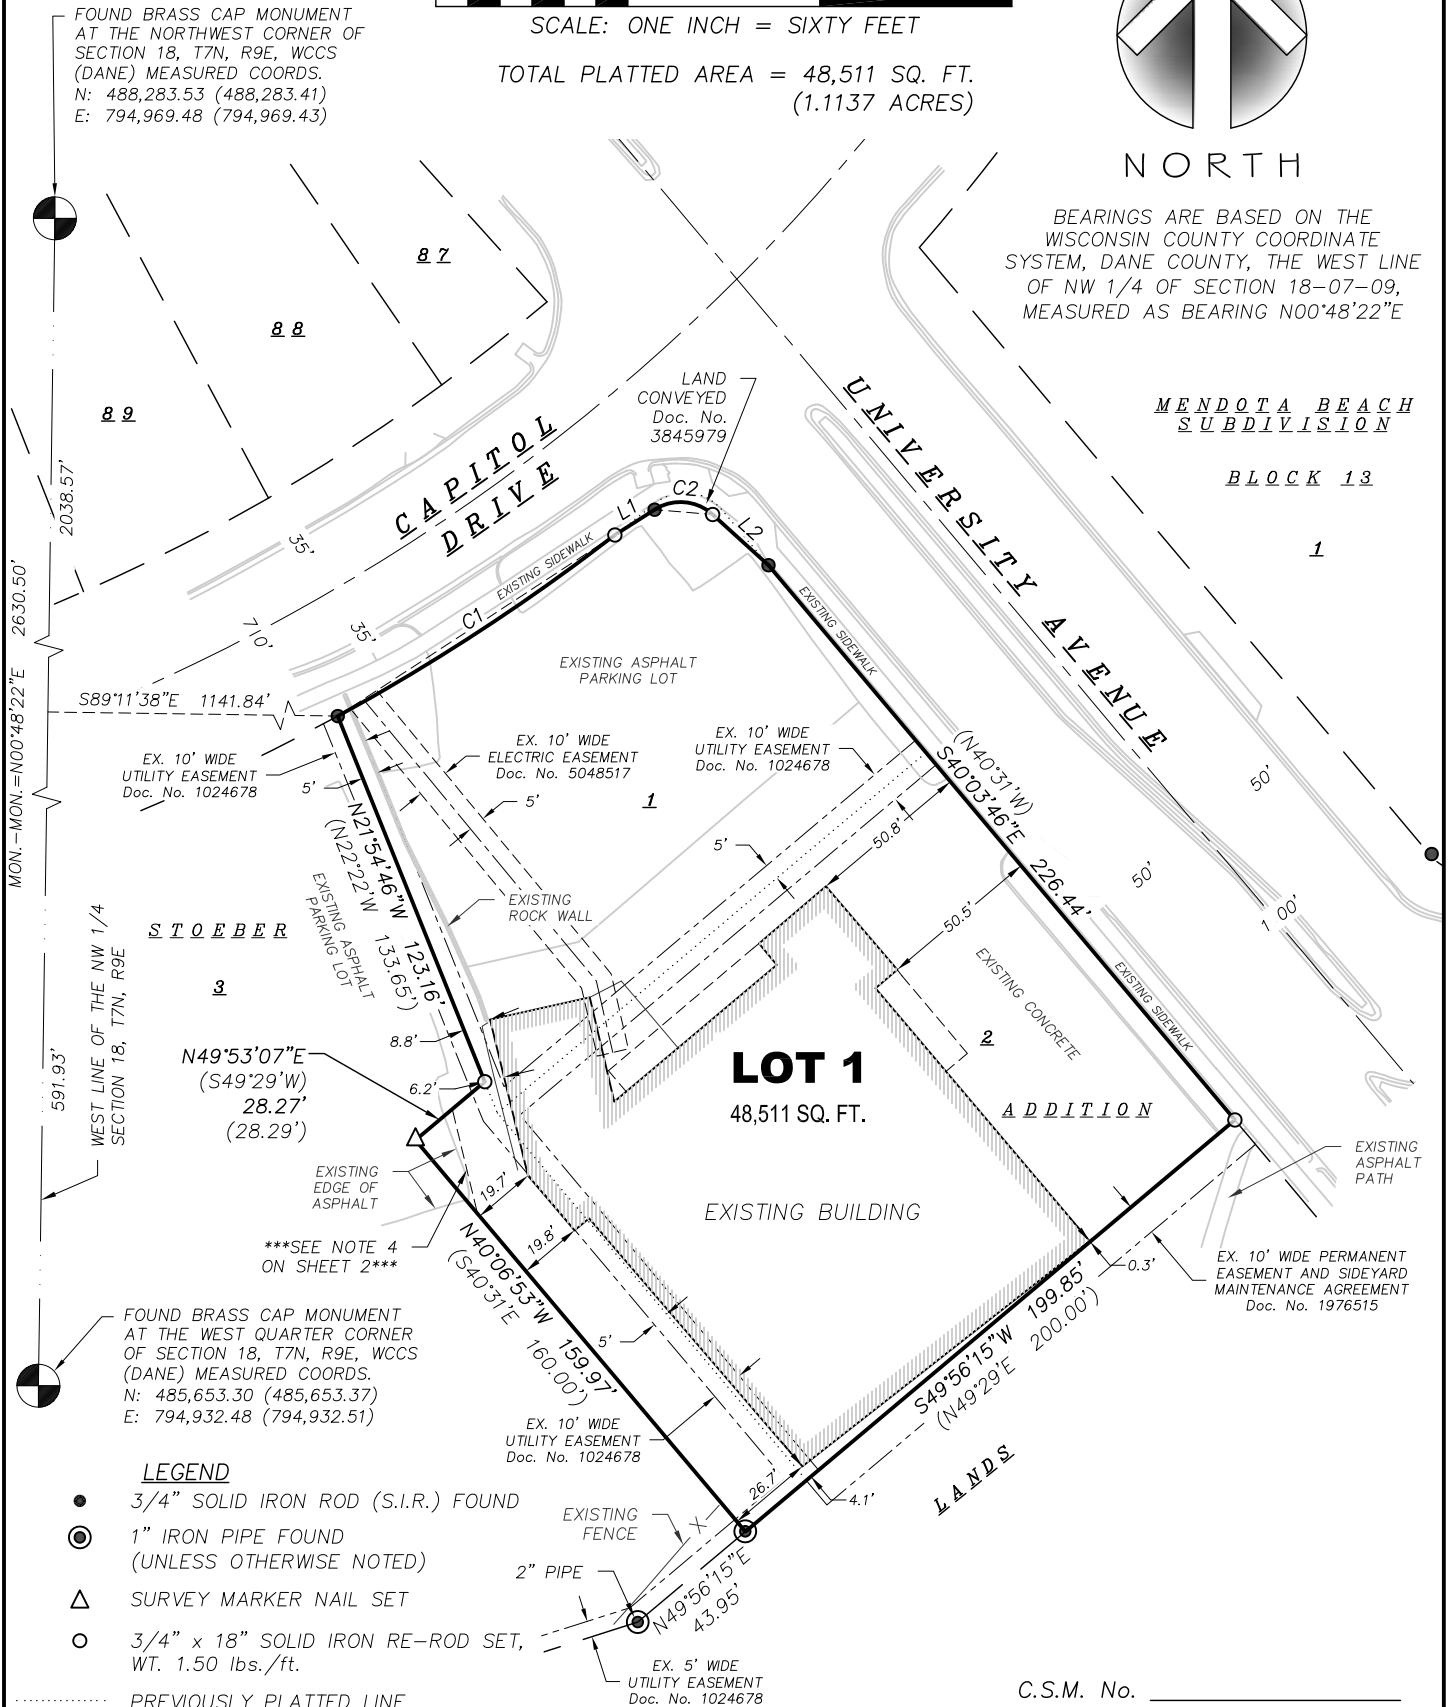 FOUND BRASS CAP MONUMENT
AT THE NORTHWEST CORNER OF
SECTION 18, T7N, R9E, WCCS
(DANE) MEASURED COORDS.
N: 488,283.53 (488,283.41)
E: 794,969.48 (794,969.43)
SCALE: ONE INCH = SIXTY FEET
TOTAL PLATTED AREA = 48,511 SQ. FT.
(1.1137 ACRES)
NORTH
BEARINGS ARE BASED ON THE
WISCONSIN COUNTY COORDINATE
SYSTEM, DANE COUNTY, THE WEST LINE
OF NW 1/4 OF SECTION 18-07-09,
MEASURED AS BEARING N00°48'22"E
87
88
89
LAND
CONVEYED
Doc. No.
3845979
MENDOTA BEACH
SUBDIVISION
BLOCK 13
1
CAPITOL
DRIVE
UNIVERSITY AVENUE
2038.57'
MON.-MON.=N00°48'22"E 2630.50'
35'
710'
35'
L1
C2
L2
C1
EXISTING SIDEWALK
EXISTING SIDEWALK
EXISTING ASPHALT
PARKING LOT
S89°11'38"E 1141.84'
EX. 10' WIDE
UTILITY EASEMENT
Doc. No. 1024678
5'
EX. 10' WIDE
ELECTRIC EASEMENT
Doc. No. 5048517
5'
EX. 10' WIDE
UTILITY EASEMENT
Doc. No. 1024678
1
(N40°31'W)
S40°03'46"E 226.44'
50'
50'
100'
5'
50.8'
50.5'
N21°54'46"W 123.16'
(N22°22'W 133.65')
EXISTING ASPHALT
PARKING LOT
EXISTING
ROCK WALL
STOEBER
3
591.93'
WEST LINE OF THE NW 1/4
SECTION 18, T7N, R9E
8.8'
6.2'
N49°53'07"E
(S49°29'W)
28.27'
(28.29')
EXISTING CONCRETE
EXISTING SIDEWALK
2
LOT 1
48,511 SQ. FT.
ADDITION
EXISTING BUILDING
EXISTING
ASPHALT
PATH
EXISTING
EDGE OF
ASPHALT
19.7'
19.8'
***SEE NOTE 4
ON SHEET 2***
N40°06'53"W 159.97'
(S40°31'E 160.00')
5'
0.3'
EX. 10' WIDE PERMANENT
EASEMENT AND SIDEYARD
MAINTENANCE AGREEMENT
Doc. No. 1976515
S49°56'15"W 199.85'
(N49°29'E 200.00')
FOUND BRASS CAP MONUMENT
AT THE WEST QUARTER CORNER
OF SECTION 18, T7N, R9E, WCCS
(DANE) MEASURED COORDS.
N: 485,653.30 (485,653.37)
E: 794,932.48 (794,932.51)
EX. 10' WIDE
UTILITY EASEMENT
Doc. No. 1024678
26.7'
4.1'
LANDS
EXISTING
FENCE
X
2" PIPE
N49°56'15"E
43.95'
EX. 5' WIDE
UTILITY EASEMENT
Doc. No. 1024678
LEGEND
3/4" SOLID IRON ROD (S.I.R.) FOUND
1" IRON PIPE FOUND
(UNLESS OTHERWISE NOTED)
SURVEY MARKER NAIL SET
3/4" x 18" SOLID IRON RE-ROD SET,
WT. 1.50 lbs./ft.
PREVIOUSLY PLATTED LINE
C.S.M. No.